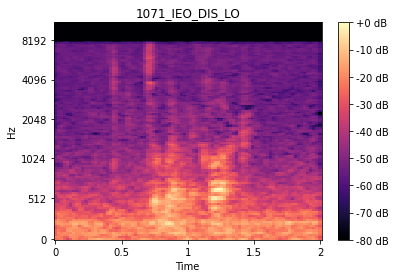 1071_IEO_DIS_LO
+0 dB
8192
-10 dB
4096
-20 dB
-30 dB
2048
Hz
-40 dB
1024
-50 dB
512
-60 dB
-70 dB
0
-80 dB
0
0.5
1
1.5
2
Time